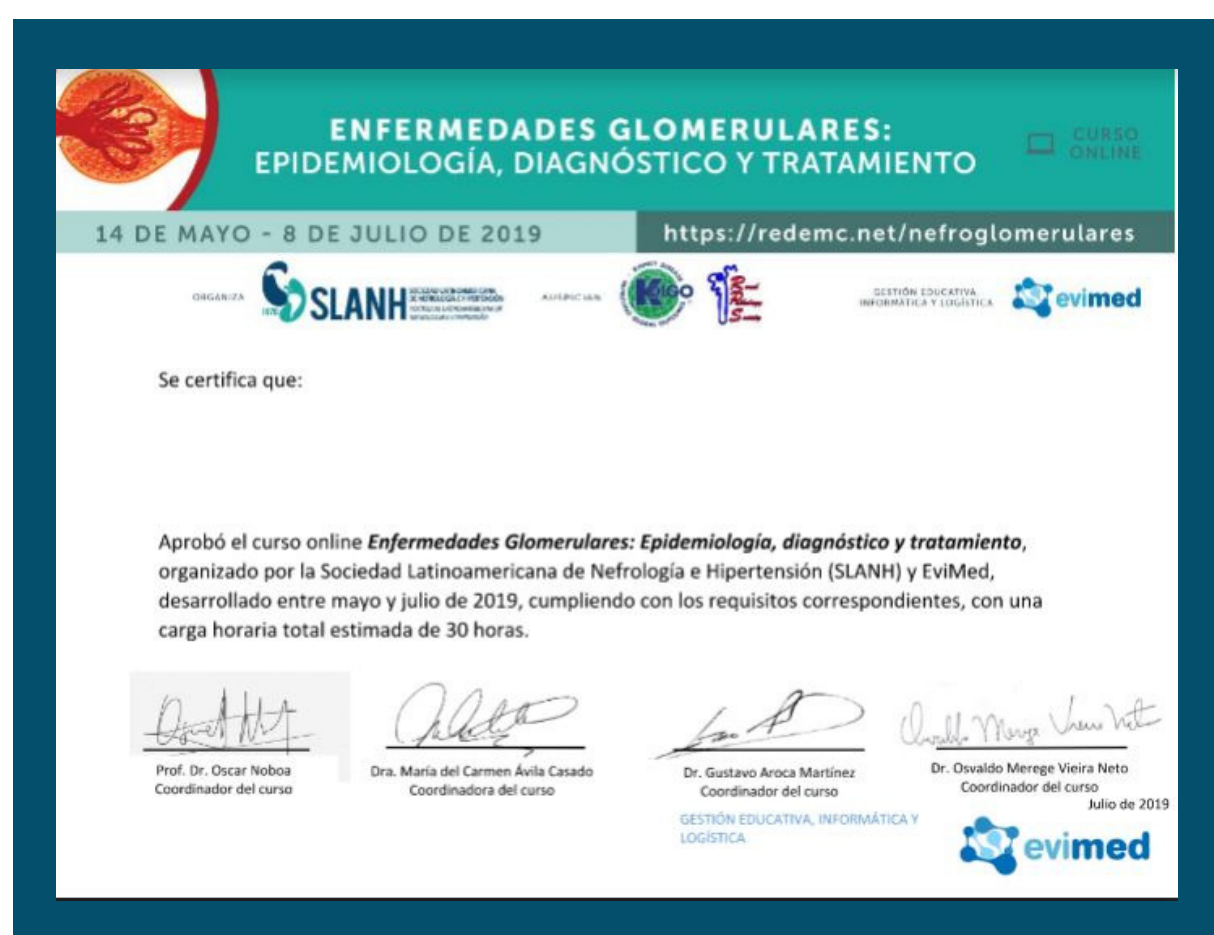 ENFERMEDADES GLOMERULARES:
EPIDEMIOLOGÍA, DIAGNÓSTICO Y TRATAMIENTO
CURSO
ONLINE
14 DE MAYO - 8 DE JULIO DE 2019
https://redemc.net/nefroglomerulares
ORGANIZA
SLANH
AUSPICIAN
KDIGO
GESTIÓN EDUCATIVA
INFORMÁTICA Y LOGÍSTICA
evimed
Se certifica que:
Aprobó el curso online Enfermedades Glomerulares: Epidemiología, diagnóstico y tratamiento,
organizado por la Sociedad Latinoamericana de Nefrología e Hipertensión (SLANH) y EviMed,
desarrollado entre mayo y julio de 2019, cumpliendo con los requisitos correspondientes, con una
carga horaria total estimada de 30 horas.
Prof. Dr. Oscar Noboa
Coordinador del curso
Dra. María del Carmen Ávila Casado
Coordinadora del curso
Dr. Gustavo Aroca Martínez
Coordinador del curso
Dr. Osvaldo Merege Vieira Neto
Coordinador del curso
Julio de 2019
GESTIÓN EDUCATIVA, INFORMÁTICA Y
LOGÍSTICA
evimed